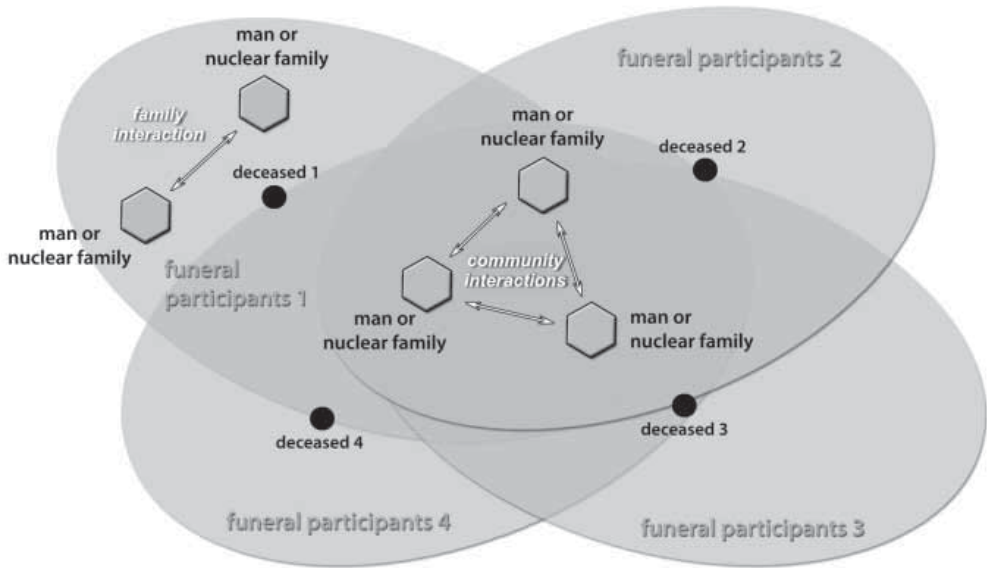 man or
nuclear family
funeral participants 2
family
interaction
man or
nuclear family
deceased 2
deceased 1
man or
nuclear family
funeral
participants 1
community
interactions
man or
nuclear family
man or
nuclear family
deceased 4
deceased 3
funeral participants 4
funeral participants 3